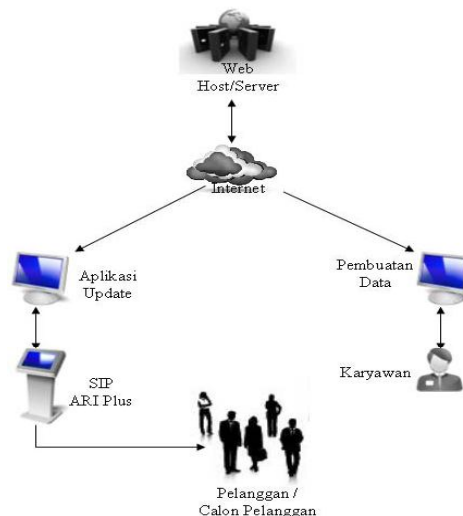 Web
Host/Server
Internet
Aplikasi
Update
Pembuatan
Data
SIP
ARI Plus
Karyawan
Pelanggan /
Calon Pelanggan